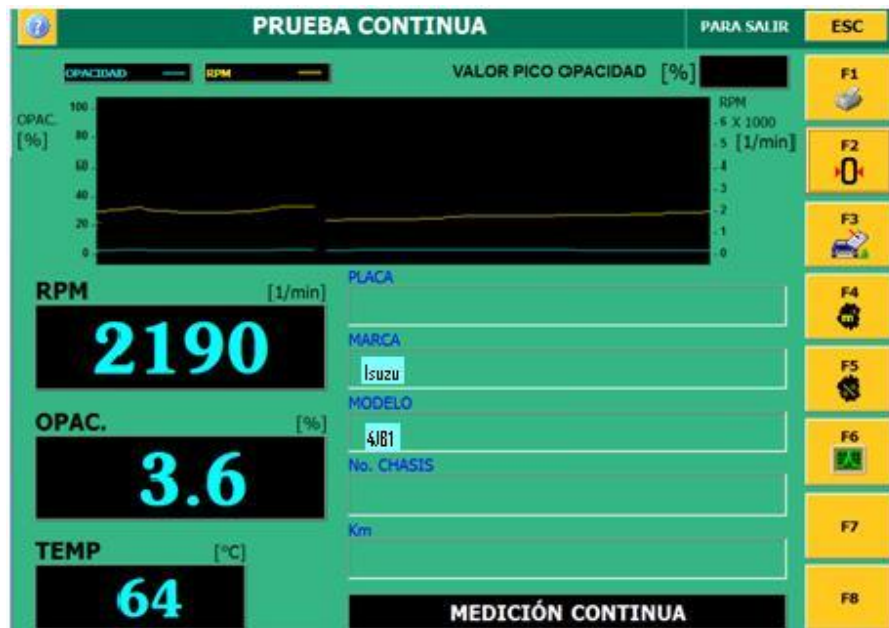 PRUEBA CONTINUA
PARA SALIR
ESC
OPACIDAD
RPM
VALOR PICO OPACIDAD [%]
F1
OPAC.
[%]
100
80
60
40
20
0
RPM
6 X 1000
5 [1/min]
4
3
2
1
0
F2
F3
RPM [1/min]
2190
PLACA
F4
MARCA
Isuzu
F5
MODELO
4JB1
OPAC. [%]
3.6
F6
No. CHASIS
Km
F7
TEMP [°C]
64
F8
MEDICIÓN CONTINUA